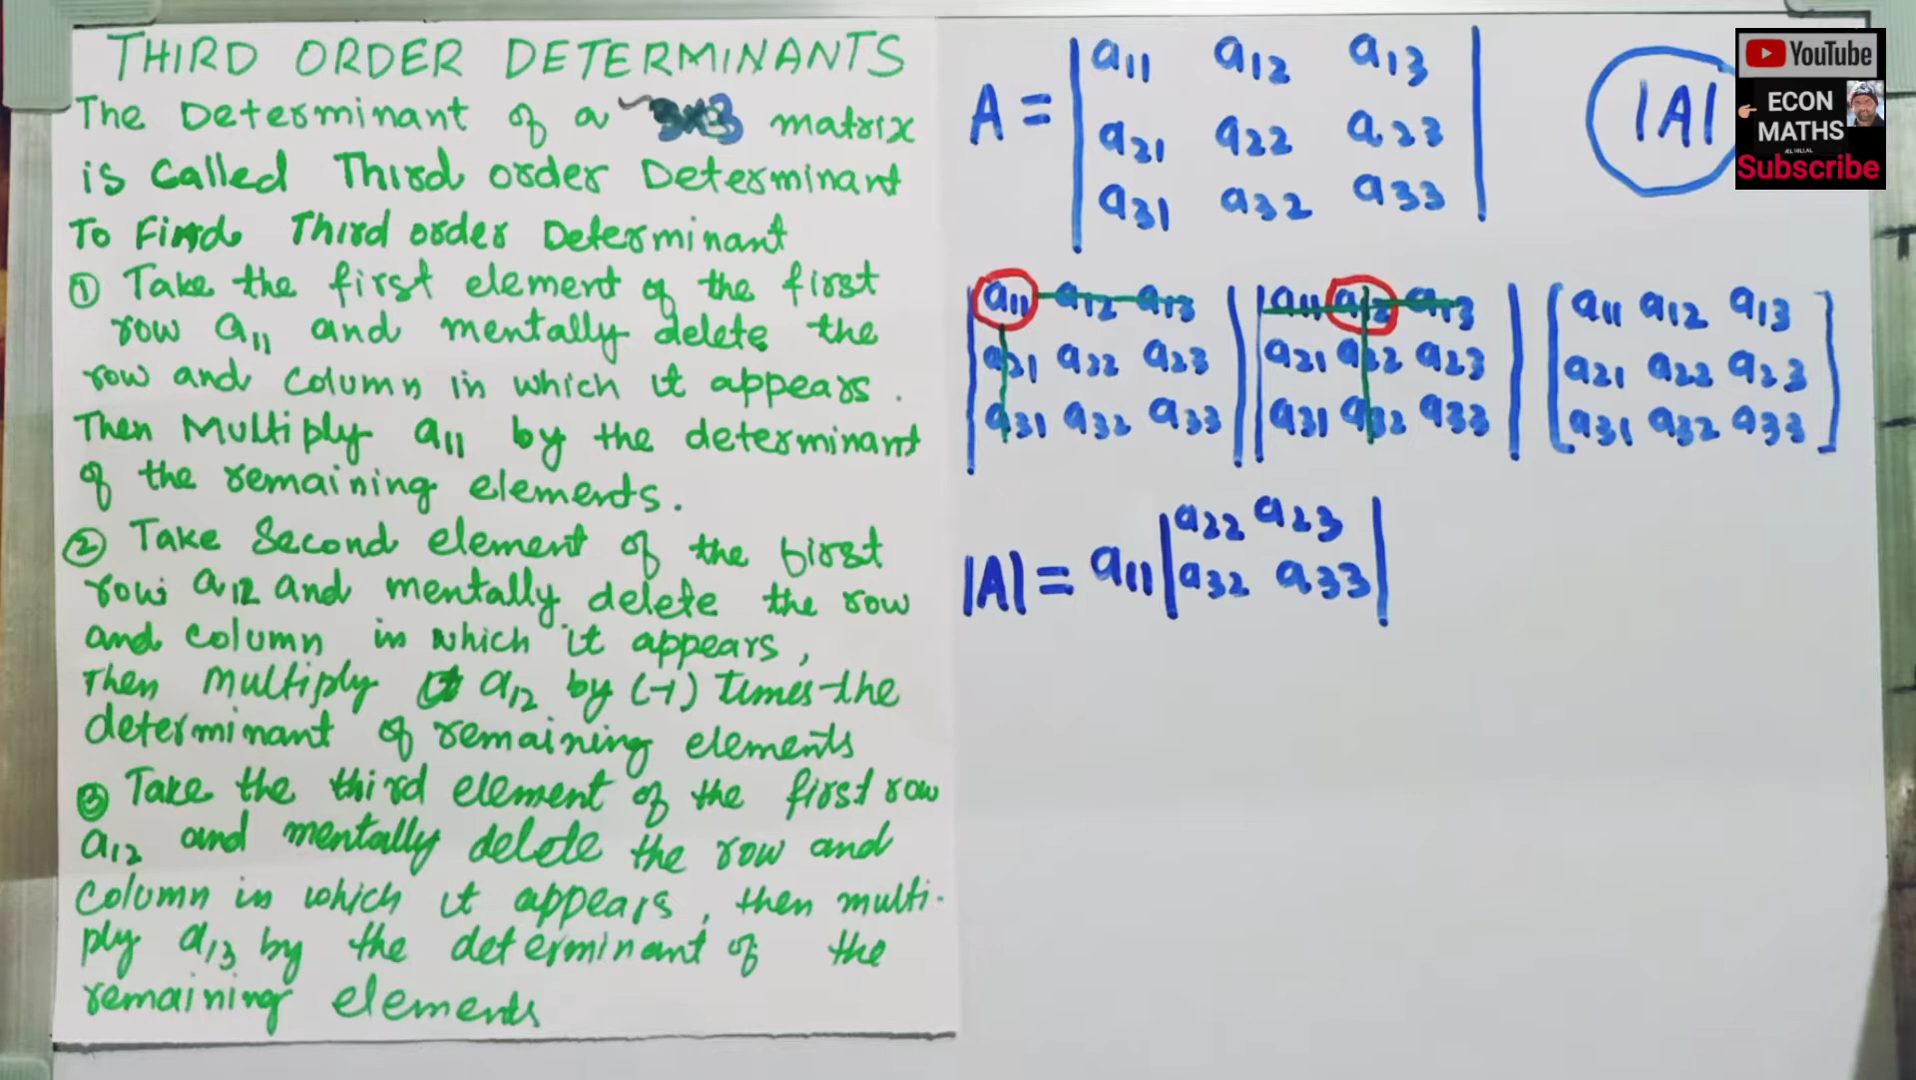 THIRD ORDER DETERMINANTS
The Determinant of a 3x3 matrix
is Called Third order Determinant
To Find Third order Determinant
① Take the first element of the first
row a11 and mentally delete the
row and column in which it appears.
Then Multiply a11 by the determinant
of the remaining elements.
② Take Second element of the first
row a12 and mentally delete the row
and column in which it appears,
Then multiply a12 by (-1) times the
determinant of remaining elements
③ Take the third element of the first row
a12 and mentally delete the row and
Column in which it appears, then multi-
ply a13 by the determinant of the
remaining elements
A = | a11 a12 a13 |
| a21 a22 a23 |
| a31 a32 a33 |
|A|
| a11 a12 a13 | | a11 a12 a13 | [ a11 a12 a13 ]
| a21 a22 a23 | | a21 a22 a23 | [ a21 a22 a23 ]
| a31 a32 a33 | | a31 a32 a33 | [ a31 a32 a33 ]
| a22 a23 |
|A| = a11 | a32 a33 |
YouTube
ECON
MATHS
Subscribe